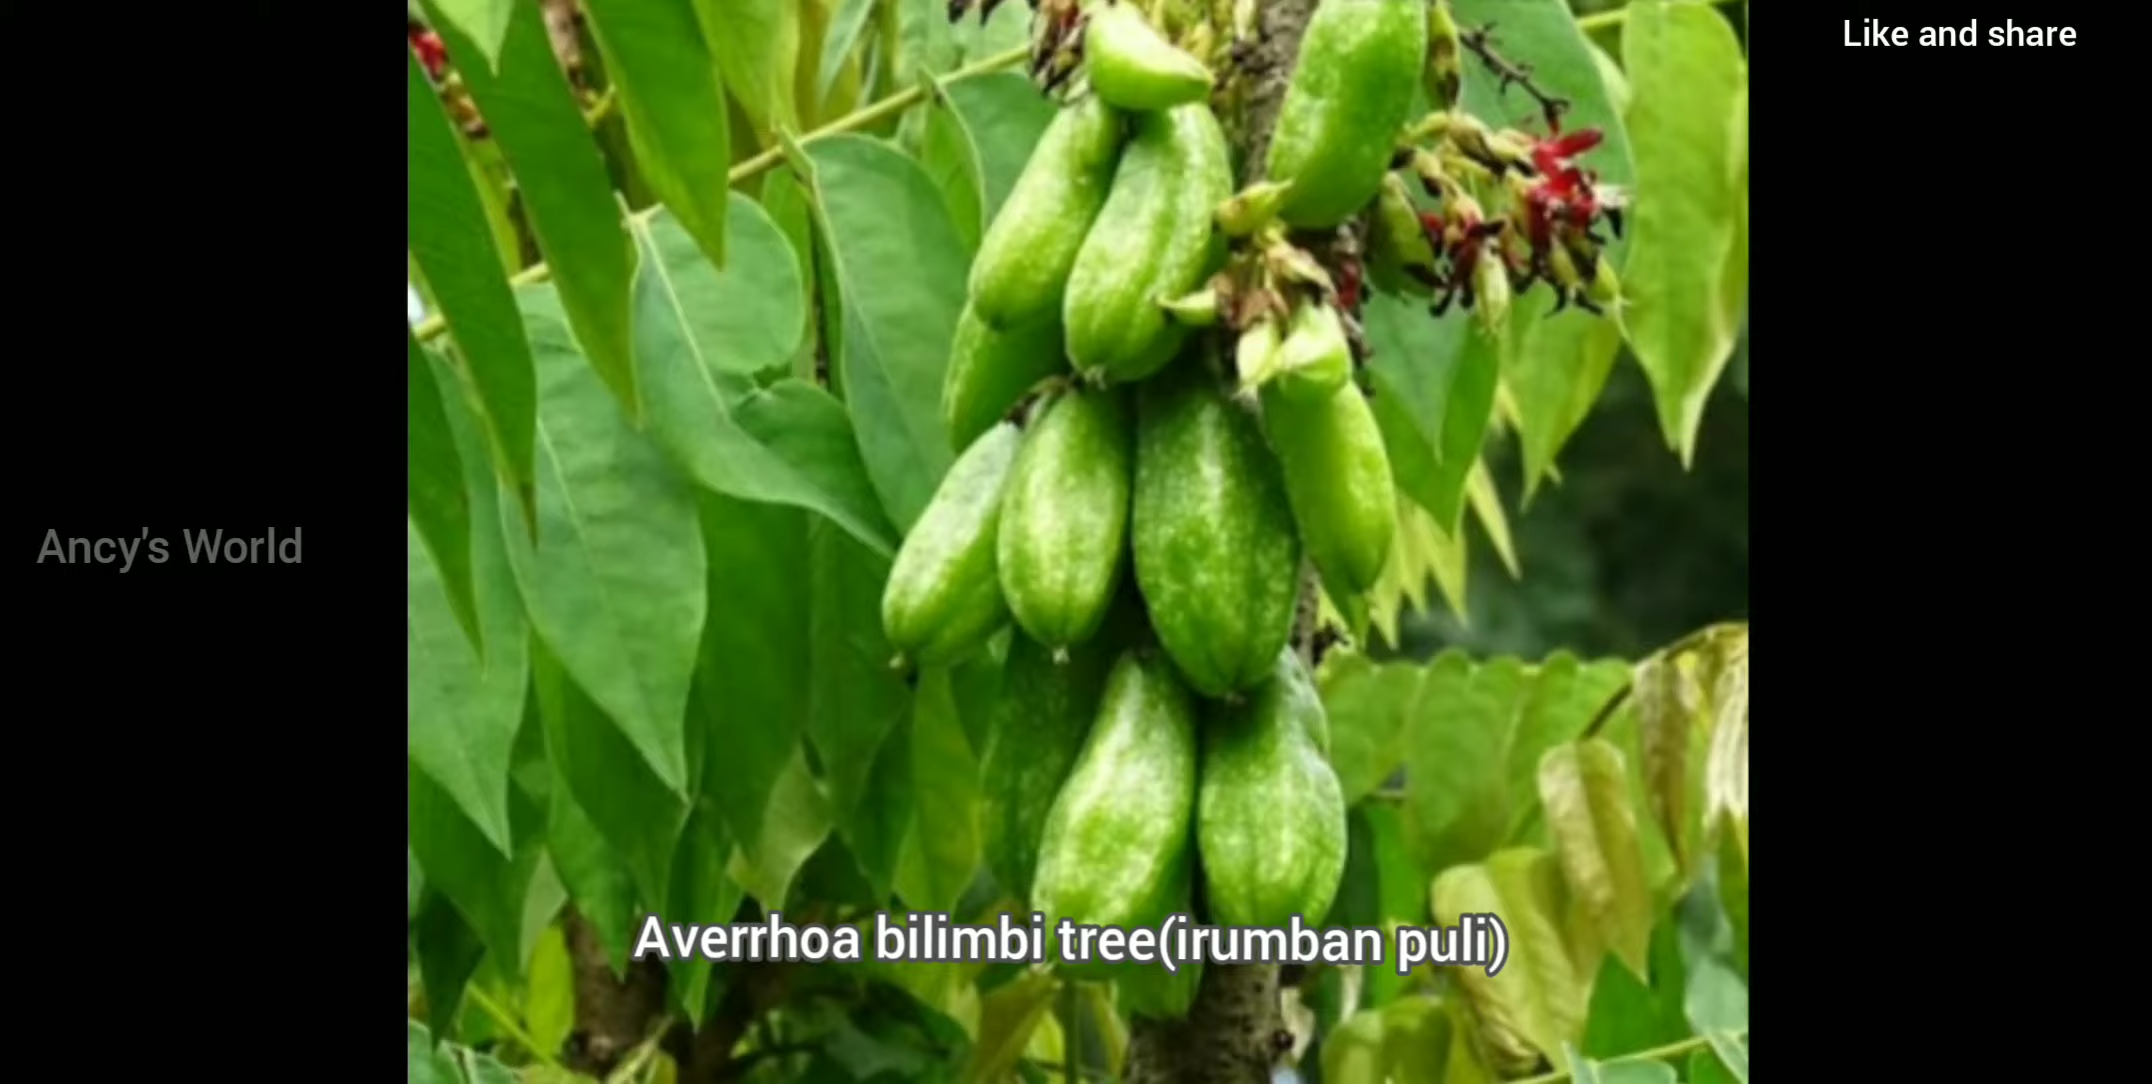 Like and share
Ancy's World
Averrhoa bilimbi tree(irumban puli)